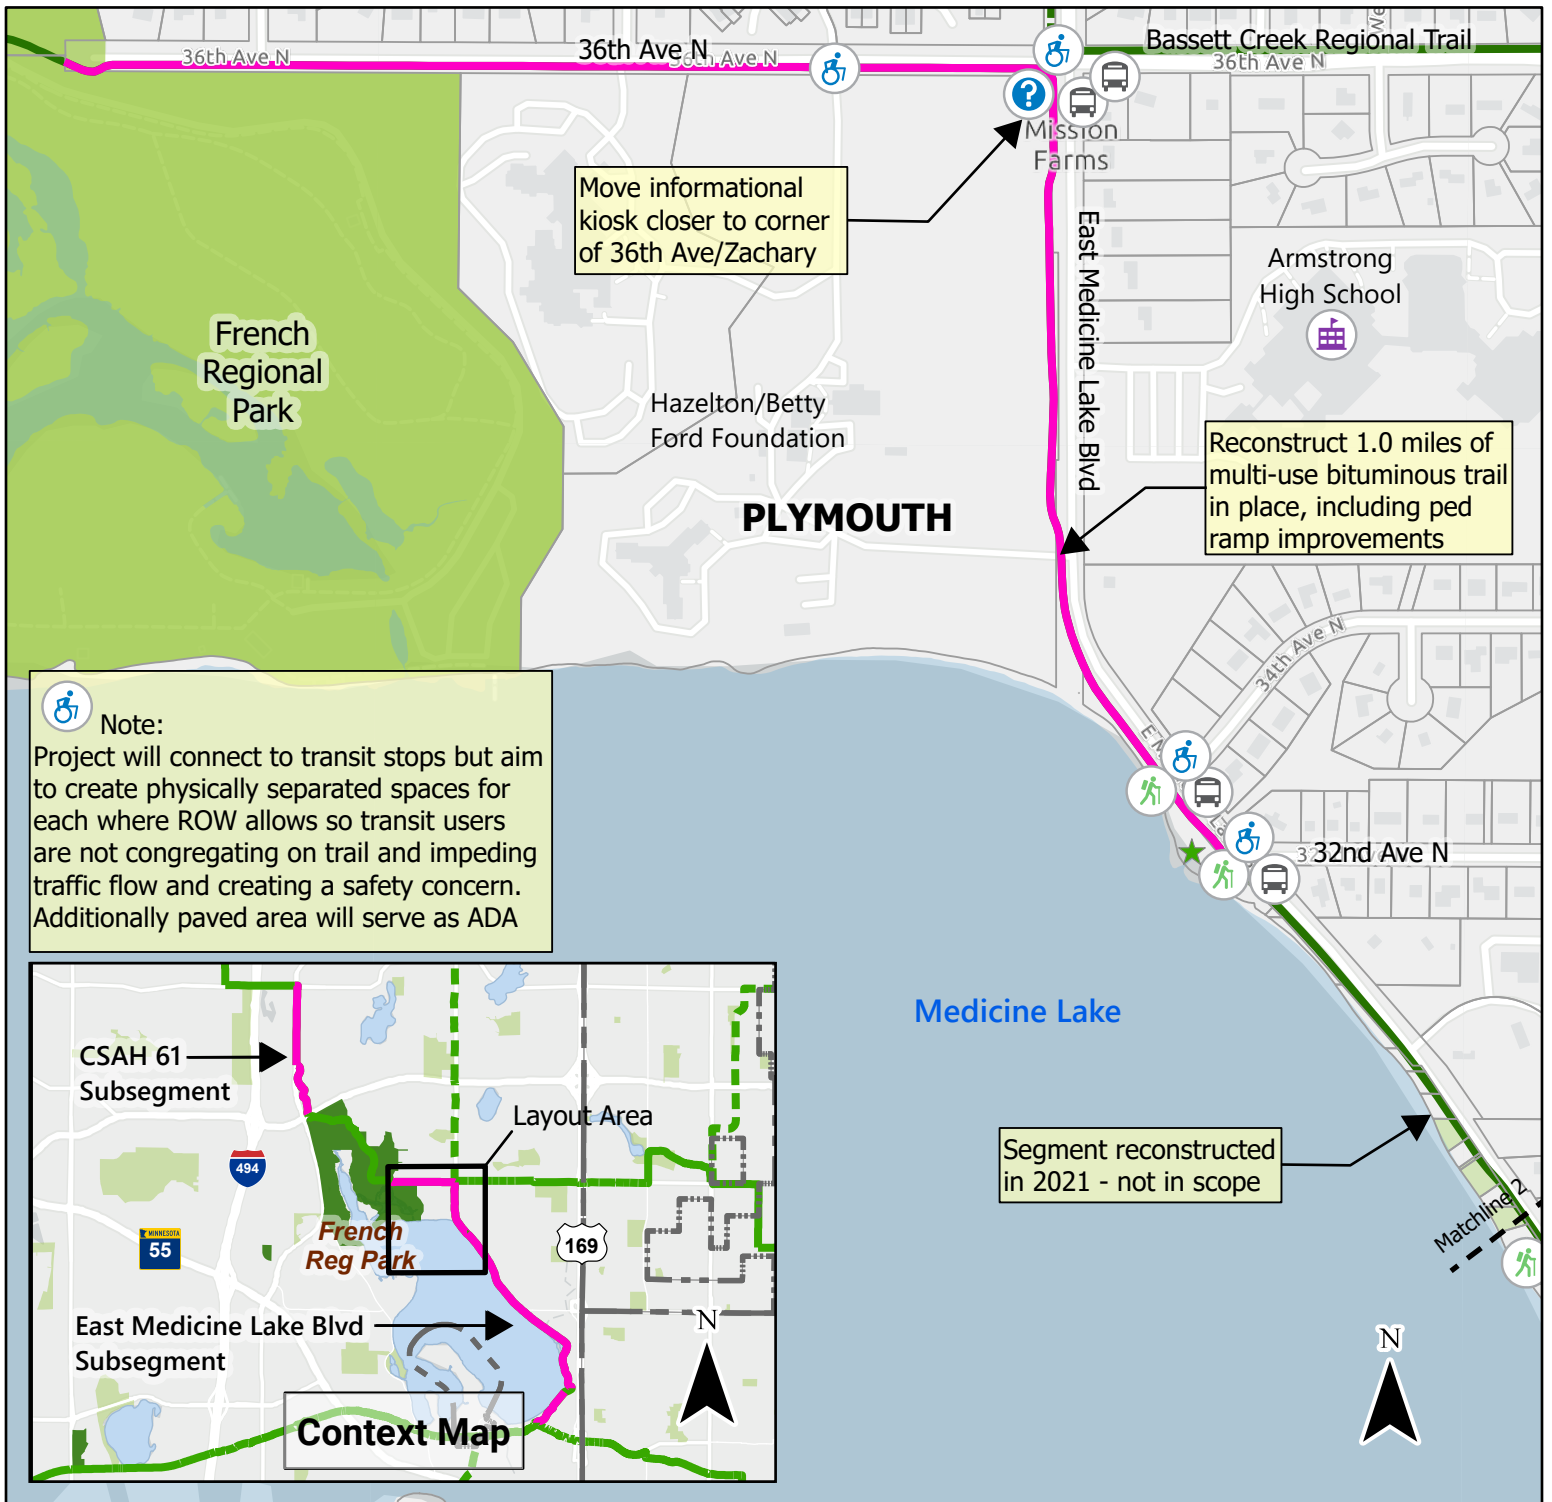 36th Ave N
36th Ave N
36th Ave N
Bassett Creek Regional Trail
36th Ave N
Mission
Farms
Move informational
kiosk closer to corner
of 36th Ave/Zachary
East Medicine Lake Blvd
Armstrong
High School
French
Regional
Park
Hazelton/Betty
Ford Foundation
PLYMOUTH
Reconstruct 1.0 miles of
multi-use bituminous trail
in place, including ped
ramp improvements
34th Ave N
Note:
Project will connect to transit stops but aim
to create physically separated spaces for
each where ROW allows so transit users
are not congregating on trail and impeding
traffic flow and creating a safety concern.
Additionally paved area will serve as ADA
32nd Ave N
Medicine Lake
Segment reconstructed
in 2021 - not in scope
Matchline 2
N
CSAH 61
Subsegment
Layout Area
494
MINNESOTA
55
French
Reg Park
169
East Medicine Lake Blvd
Subsegment
N
Context Map